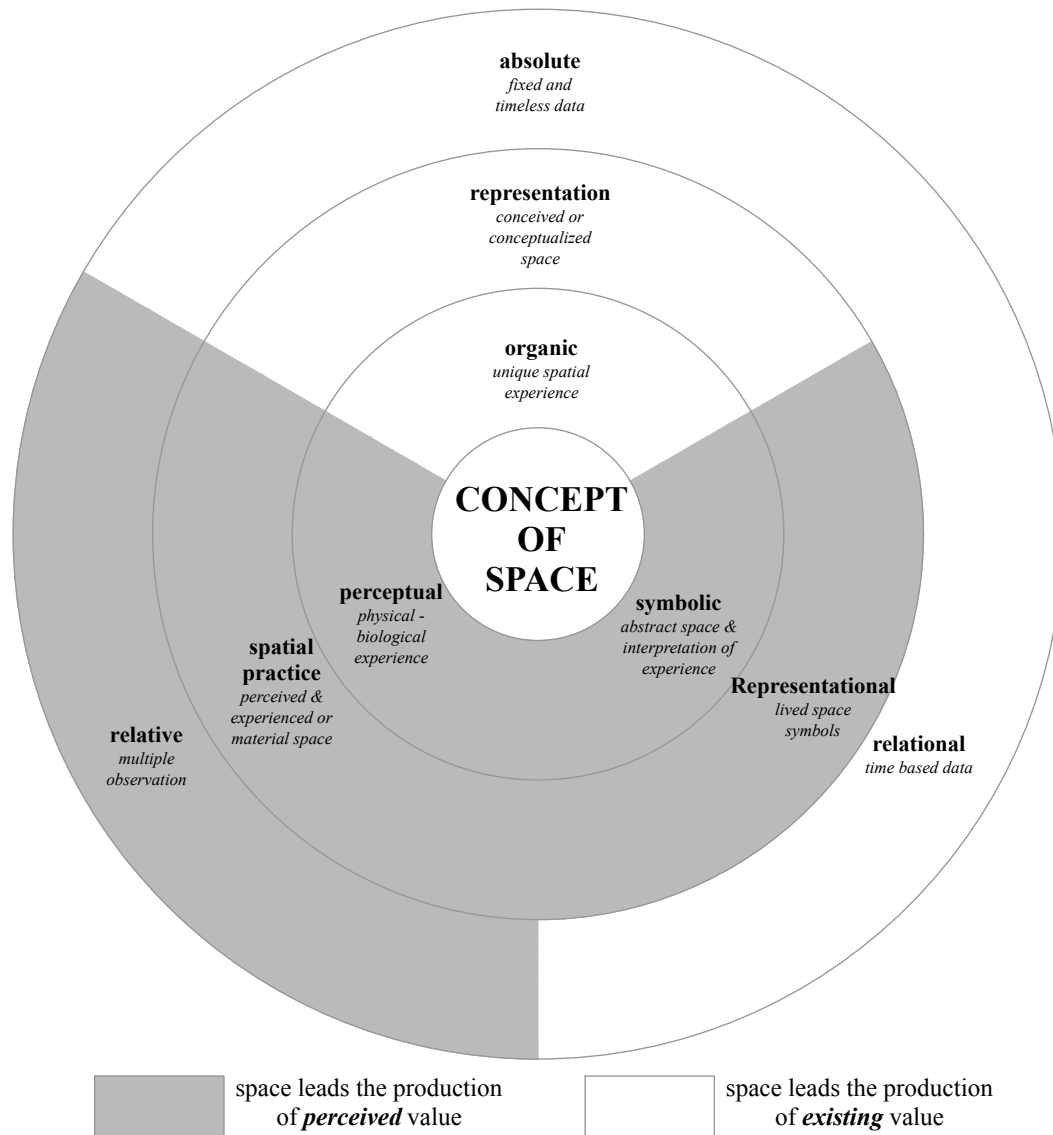 absolute
fixed and
timeless data
representation
conceived or
conceptualized
space
organic
unique spatial
experience
CONCEPT
OF
SPACE
perceptual
physical -
biological
experience
symbolic
abstract space &
interpretation of
experience
spatial
practice
perceived &
experienced or
material space
Representational
lived space
symbols
relative
multiple
observation
relational
time based data
space leads the production
of perceived value
space leads the production
of existing value